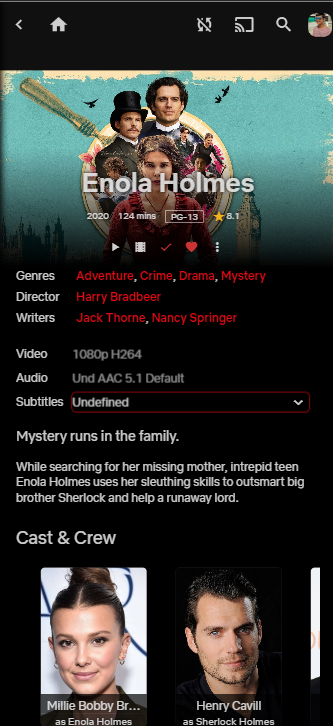 Enola Holmes
2020 124 mins PG-13 8.1
Genres Adventure, Crime, Drama, Mystery
Director Harry Bradbeer
Writers Jack Thorne, Nancy Springer
Video 1080p H264
Audio Und AAC 5.1 Default
Subtitles Undefined
Mystery runs in the family.
While searching for her missing mother, intrepid teen
Enola Holmes uses her sleuthing skills to outsmart big
brother Sherlock and help a runaway lord.
Cast & Crew
Millie Bobby Br... Henry Cavill
as Enola Holmes as Sherlock Holmes